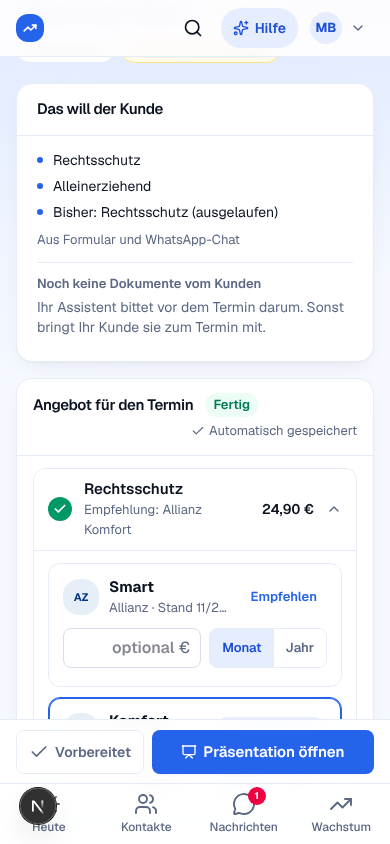 Hilfe
MB
Das will der Kunde
Rechtsschutz
Alleinerziehend
Bisher: Rechtsschutz (ausgelaufen)
Aus Formular und WhatsApp-Chat
Noch keine Dokumente vom Kunden
Ihr Assistent bittet vor dem Termin darum. Sonst
bringt Ihr Kunde sie zum Termin mit.
Angebot für den Termin
Fertig
Automatisch gespeichert
Rechtsschutz
Empfehlung: Allianz
Komfort
24,90 €
AZ
Smart
Allianz · Stand 11/2…
Empfehlen
optional €
Monat
Jahr
Komfort
Vorbereitet
Präsentation öffnen
N
1
Heute
Kontakte
Nachrichten
Wachstum